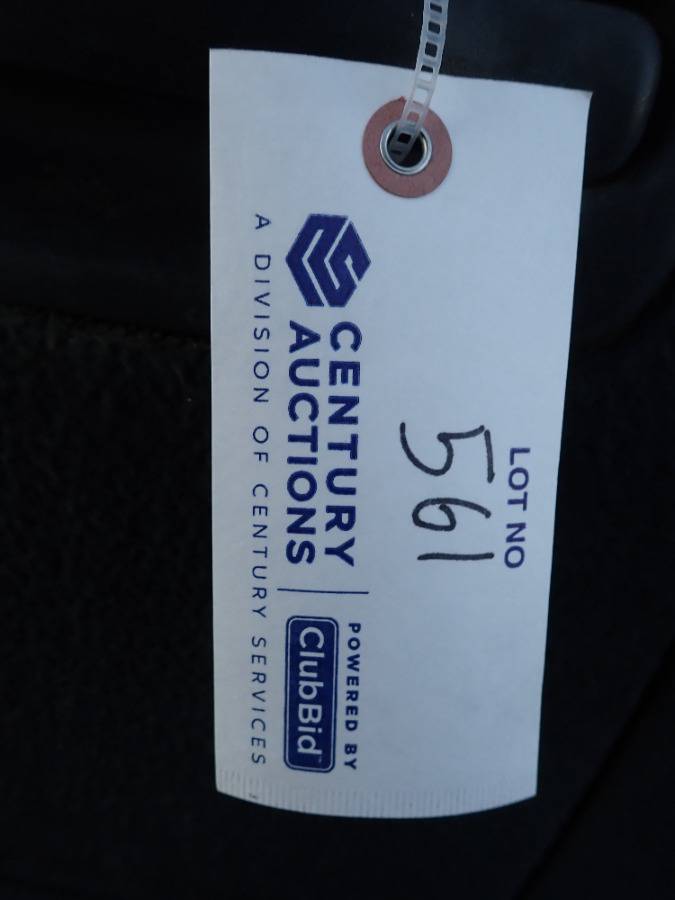 LOT NO
561
CENTURY
AUCTIONS
POWERED BY
ClubBid
A DIVISION OF CENTURY SERVICES